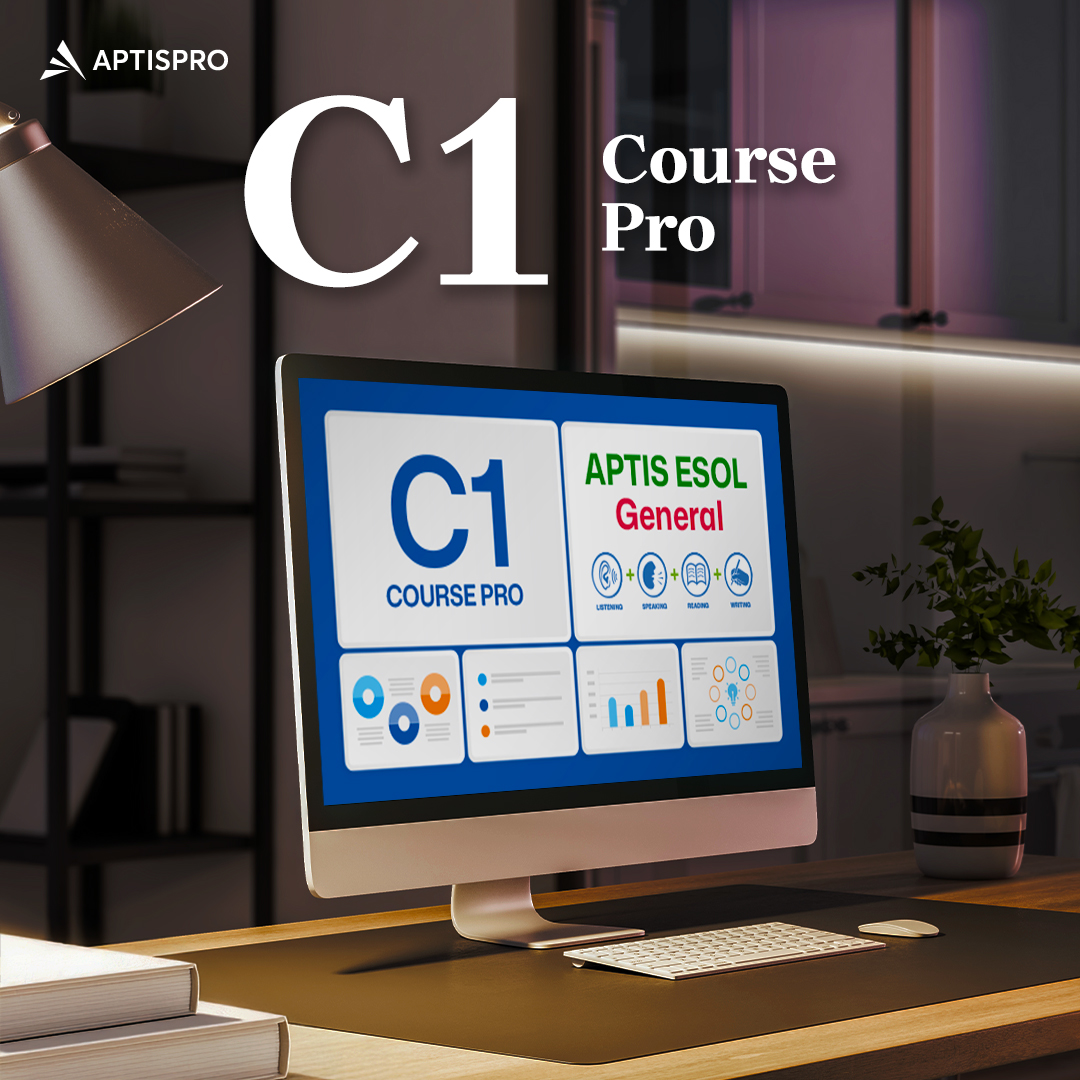 APTISPRO
C1
Course
Pro
C1
COURSE PRO
APTIS ESOL
General
LISTENING + SPEAKING + READING + WRITING